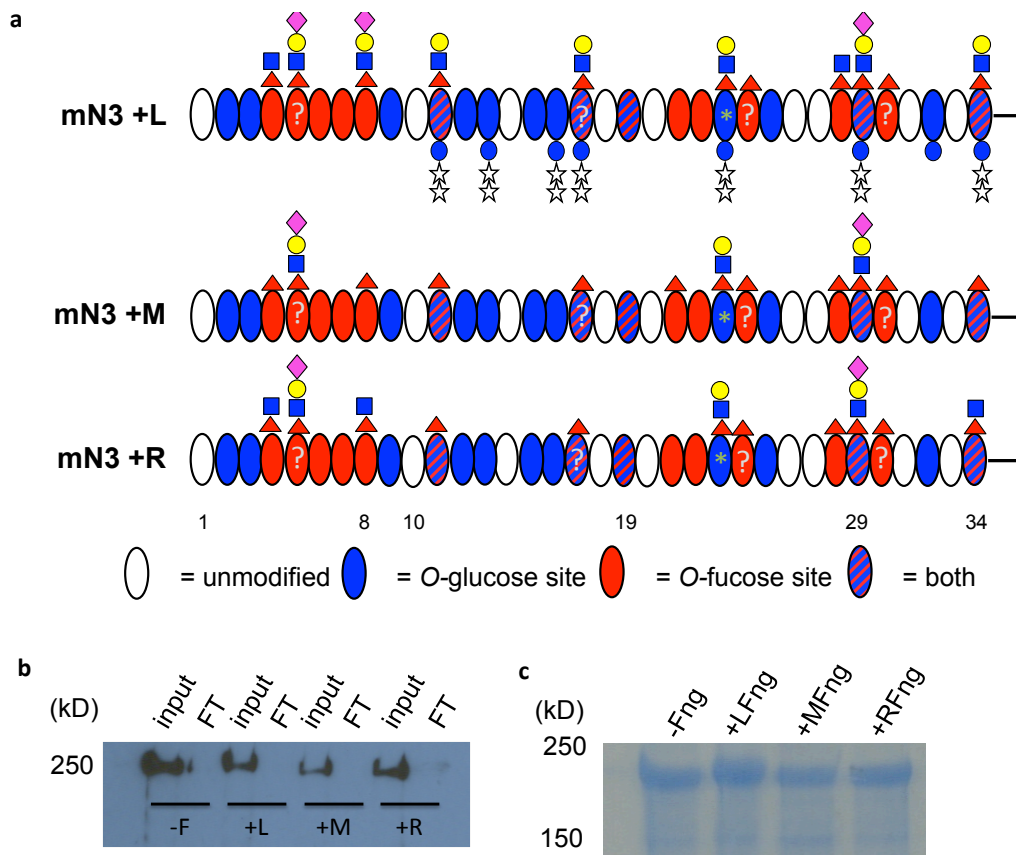 a
mN3 +L
? ? * ? ?
mN3 +M
? ? * ? ?
mN3 +R
? ? * ? ?
1 8 10 19 29 34
= unmodified = O-glucose site = O-fucose site = both
b
(kD) input FT input FT input FT input FT
250
-F +L +M +R
c
(kD) -Fng +LFng +MFng +RFng
250
150